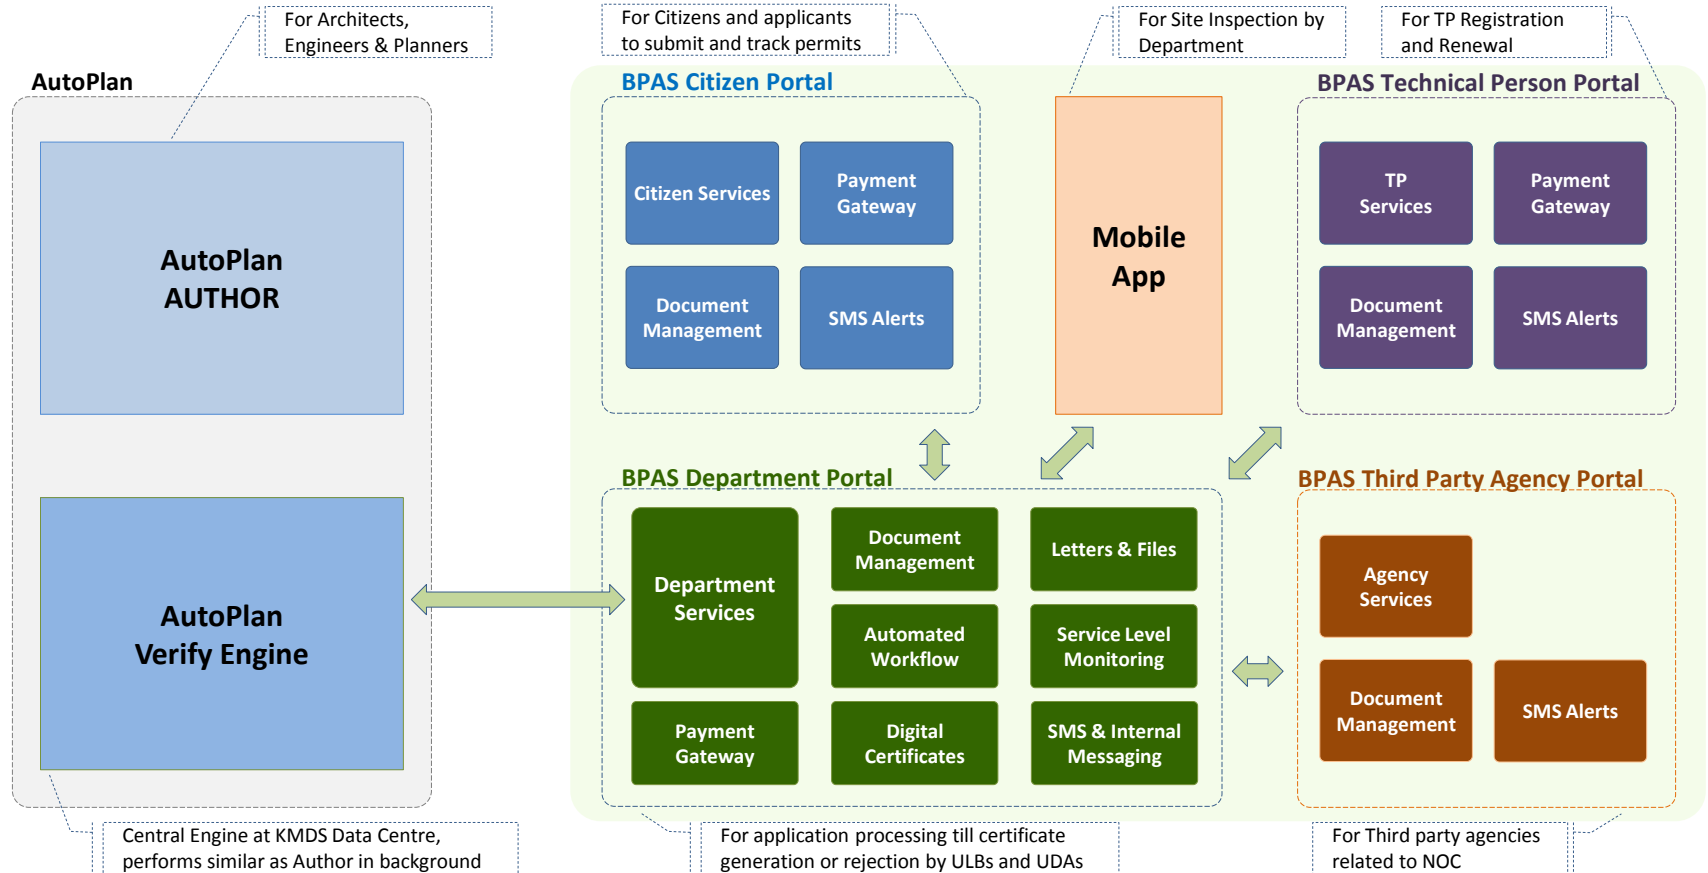 For Architects,
Engineers & Planners
For Citizens and applicants
to submit and track permits
For Site Inspection by
Department
For TP Registration
and Renewal
AutoPlan
AutoPlan
AUTHOR
AutoPlan
Verify Engine
Central Engine at KMDS Data Centre,
performs similar as Author in background
BPAS Citizen Portal
Citizen Services
Payment
Gateway
Document
Management
SMS Alerts
Mobile
App
BPAS Technical Person Portal
TP
Services
Payment
Gateway
Document
Management
SMS Alerts
BPAS Department Portal
Department
Services
Document
Management
Letters & Files
Automated
Workflow
Service Level
Monitoring
Payment
Gateway
Digital
Certificates
SMS & Internal
Messaging
For application processing till certificate
generation or rejection by ULBs and UDAs
BPAS Third Party Agency Portal
Agency
Services
Document
Management
SMS Alerts
For Third party agencies
related to NOC